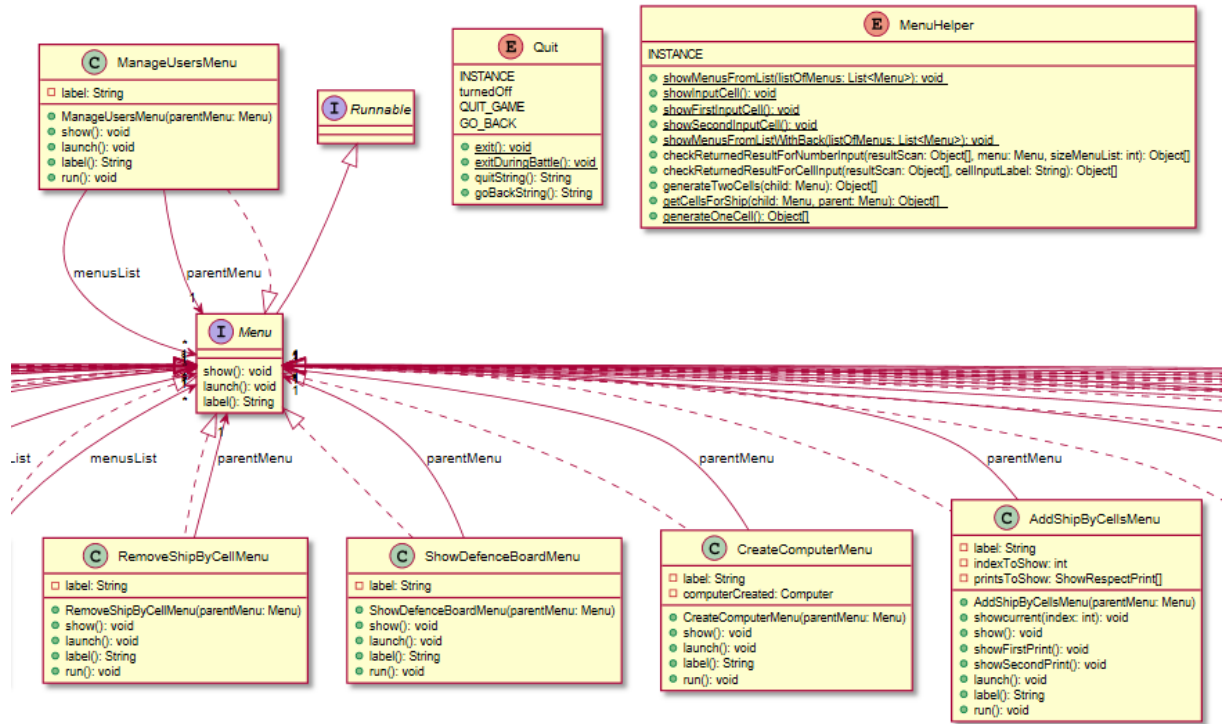 C ManageUsersMenu
label: String
ManageUsersMenu(parentMenu: Menu)
show(): void
launch(): void
label(): String
run(): void
E Quit
INSTANCE
turnedOff
QUIT_GAME
GO_BACK
exit(): void
exitDuringBattle(): void
quitString(): String
goBackString(): String
E MenuHelper
INSTANCE
showMenusFromList(listOfMenus: List<Menu>): void
showInputCell(): void
showFirstInputCell(): void
showSecondInputCell(): void
showMenusFromListWithBack(listOfMenus: List<Menu>): void
checkReturnedResultForNumberInput(resultScan: Object[], menu: Menu, sizeMenuList: int): Object[]
checkReturnedResultForCellInput(resultScan: Object[], cellInputLabel: String): Object[]
generateTwoCells(child: Menu): Object[]
getCellsForShip(child: Menu, parent: Menu): Object[]
generateOneCell(): Object[]
I Runnable
menusList
parentMenu
1
*
I Menu
show(): void
launch(): void
label(): String
1
*
1
List
menusList
1
parentMenu
parentMenu
parentMenu
parentMenu
C RemoveShipByCellMenu
label: String
RemoveShipByCellMenu(parentMenu: Menu)
show(): void
launch(): void
label(): String
run(): void
C ShowDefenceBoardMenu
label: String
ShowDefenceBoardMenu(parentMenu: Menu)
show(): void
launch(): void
label(): String
run(): void
C CreateComputerMenu
label: String
computerCreated: Computer
CreateComputerMenu(parentMenu: Menu)
show(): void
launch(): void
label(): String
run(): void
C AddShipByCellsMenu
label: String
indexToShow: int
printsToShow: ShowRespectPrint[]
AddShipByCellsMenu(parentMenu: Menu)
showcurrent(index: int): void
show(): void
showFirstPrint(): void
showSecondPrint(): void
launch(): void
label(): String
run(): void